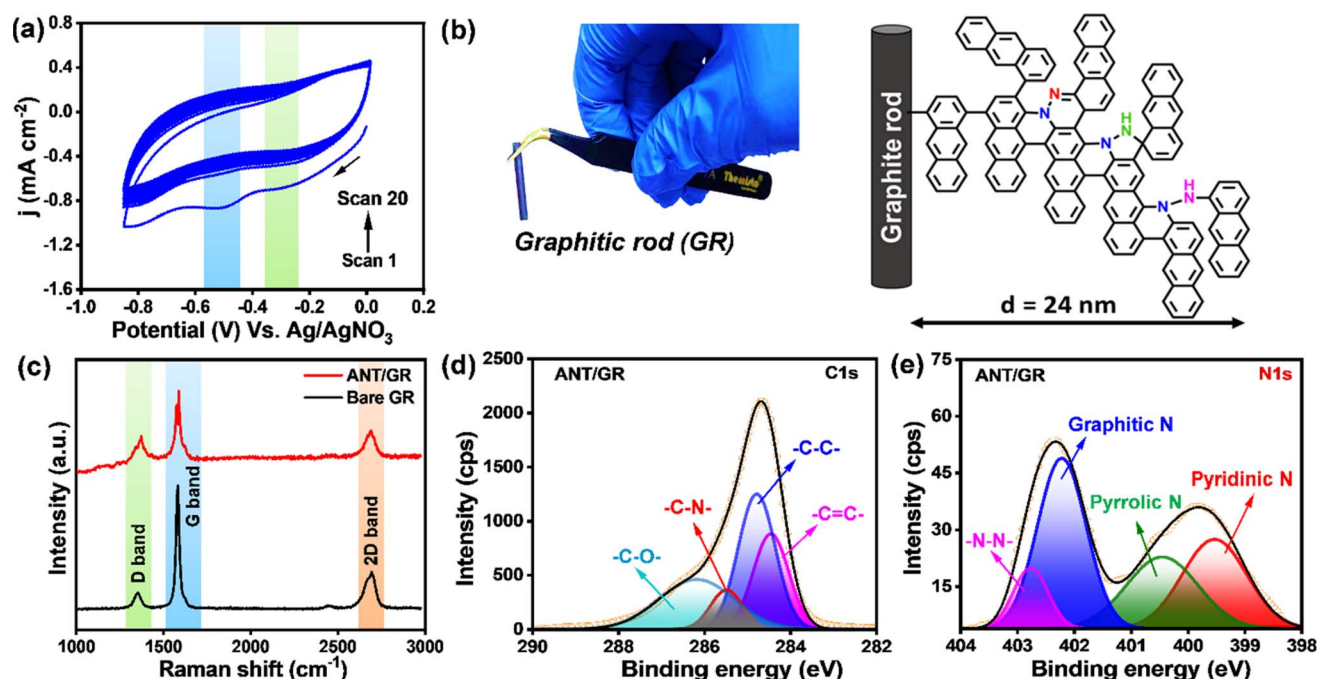 (a)
0.8
0.4
0.0
-0.4
-0.8
-1.2
-1.6
j (mA cm⁻²)
Scan 20
Scan 1
-1.0 -0.8 -0.6 -0.4 -0.2 0.0 0.2
Potential (V) Vs. Ag/AgNO₃
(b)
Themisto®
Graphitic rod (GR)
Graphite rod
N
N
H
N
N
H
N
N
d = 24 nm
(c)
ANT/GR
Bare GR
Intensity (a.u.)
D band
G band
2D band
1000 1500 2000 2500 3000
Raman shift (cm⁻¹)
(d)
ANT/GR
C1s
2500
2000
1500
1000
500
0
Intensity (cps)
-C-C-
-C-N-
-C=C-
-C-O-
290 288 286 284 282
Binding energy (eV)
(e)
ANT/GR
N1s
75
60
45
30
15
Intensity (cps)
Graphitic N
Pyridinic N
Pyrrolic N
-N-N-
404 403 402 401 400 399 398
Binding energy (eV)